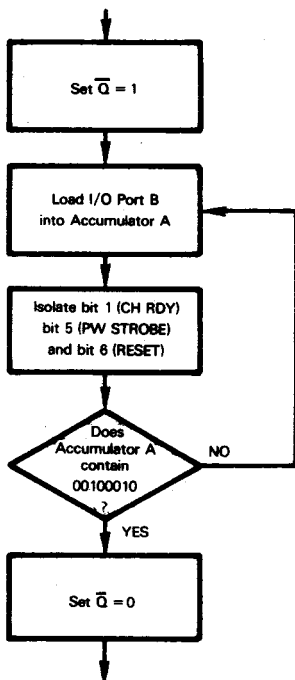 Set Q̅ = 1
Load I/O Port B
into Accumulator A
Isolate bit 1 (CH RDY)
bit 5 (PW STROBE)
and bit 6 (RESET)
Does
Accumulator A
contain
00100010
?
NO
YES
Set Q̅ = 0